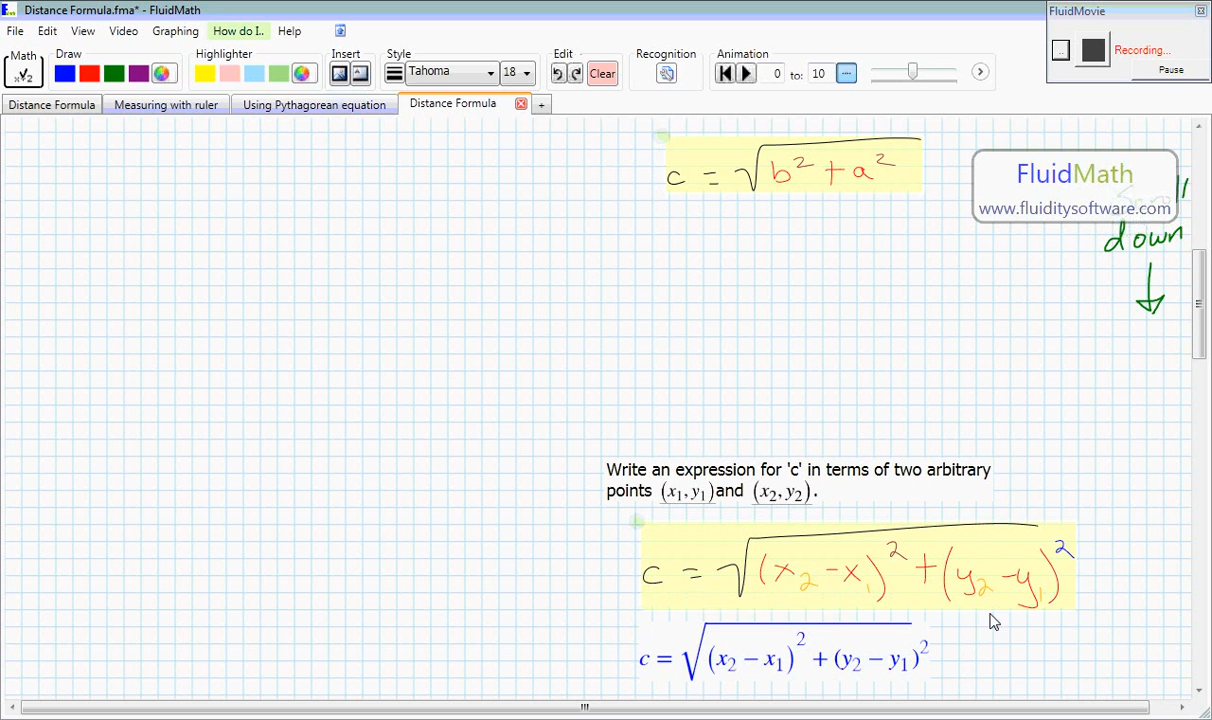 Distance Formula.fma* - FluidMath
FluidMovie
File Edit View Video Graphing How do I.. Help
Recording...
Pause
Math Draw Highlighter Insert Style Edit Recognition Animation
√2 Tahoma 18 Clear 0 to: 10
Distance Formula Measuring with ruler Using Pythagorean equation Distance Formula +
c = √(b² + a²)
FluidMath
www.fluiditysoftware.com
down
Write an expression for 'c' in terms of two arbitrary
points (x₁, y₁) and (x₂, y₂).
c = √((x₂ - x₁)² + (y₂ - y₁)²
c = √((x₂ − x₁)² + (y₂ − y₁)²